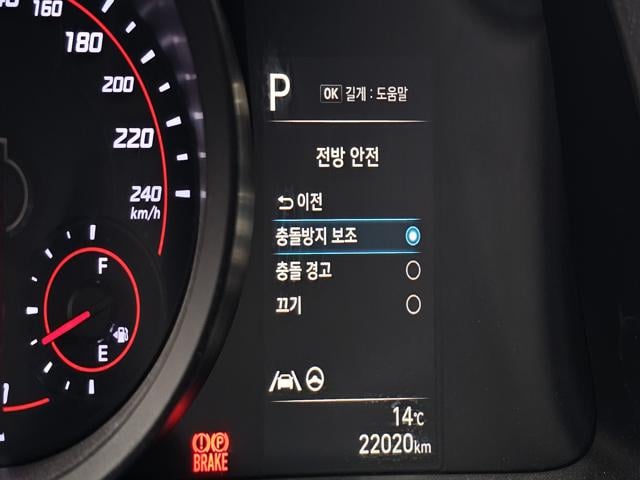 160
180
200
220
240
km/h
F
E
P
OK 길게 : 도움말
전방 안전
이전
충돌방지 보조
충돌 경고
끄기
14℃
22020km
(!)(P)
BRAKE